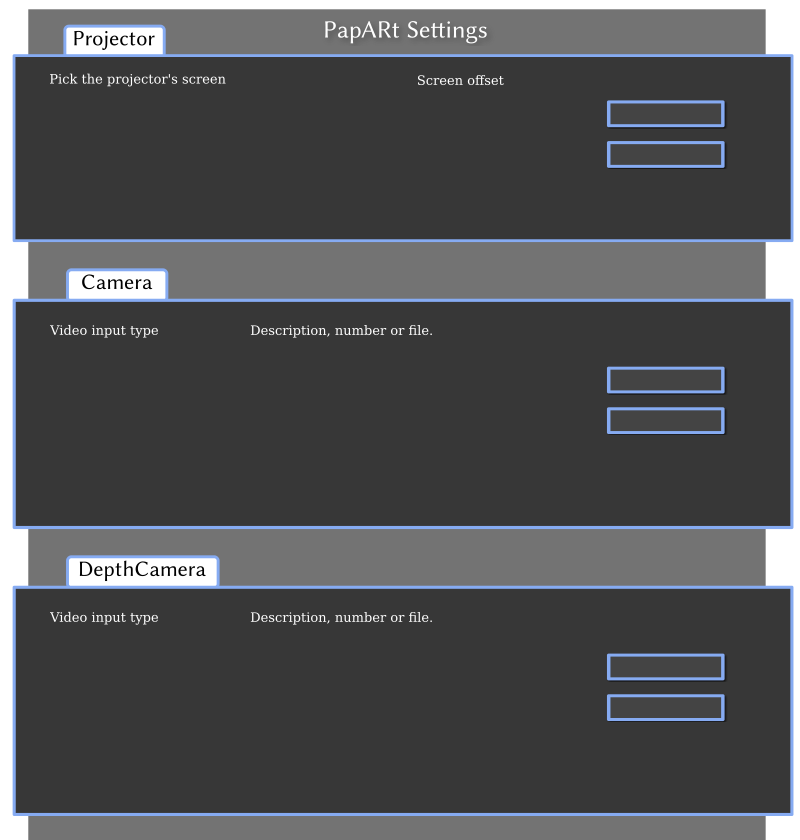 PapARt Settings
Projector
Pick the projector's screen
Screen offset
Camera
Video input type
Description, number or file.
DepthCamera
Video input type
Description, number or file.